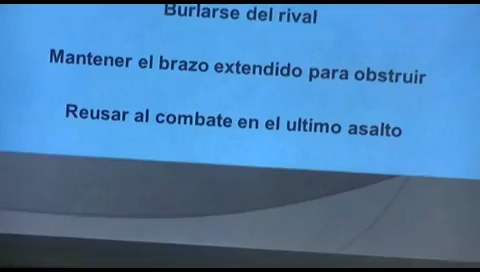 Burlarse del rival
Mantener el brazo extendido para obstruir
Reusar al combate en el ultimo asalto